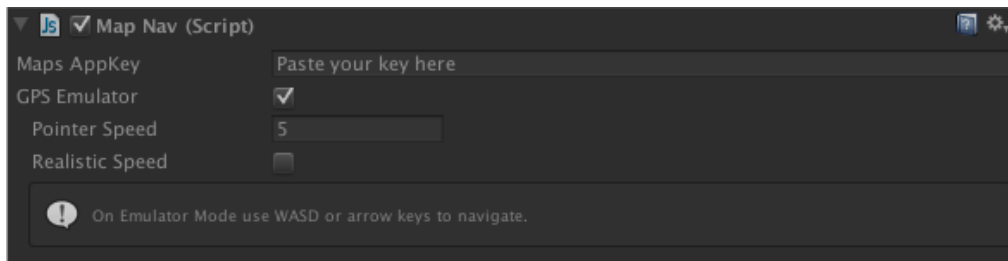 Js Map Nav (Script)
Maps AppKey Paste your key here
GPS Emulator
Pointer Speed 5
Realistic Speed
On Emulator Mode use WASD or arrow keys to navigate.